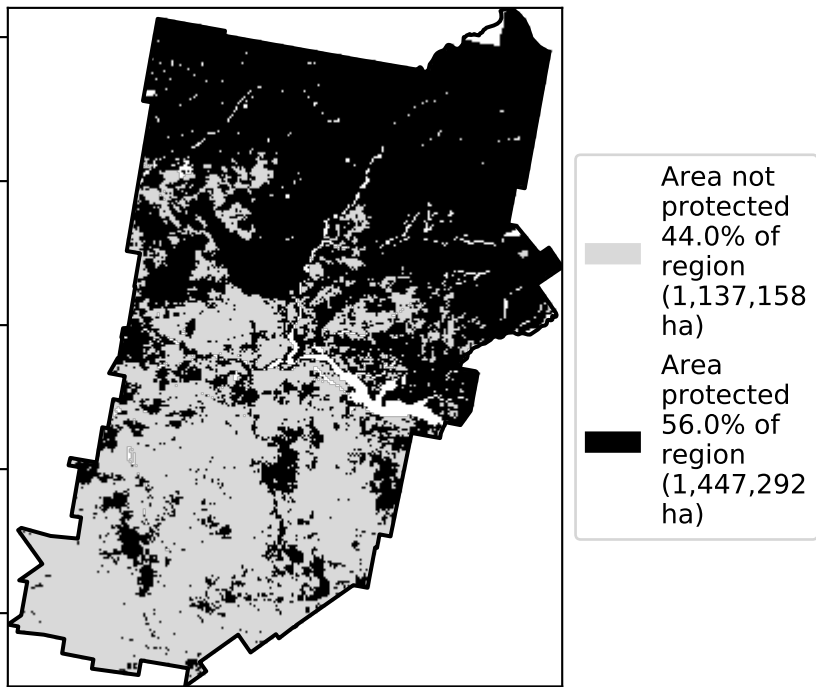 Area not
protected
44.0% of
region
(1,137,158
ha)
Area
protected
56.0% of
region
(1,447,292
ha)